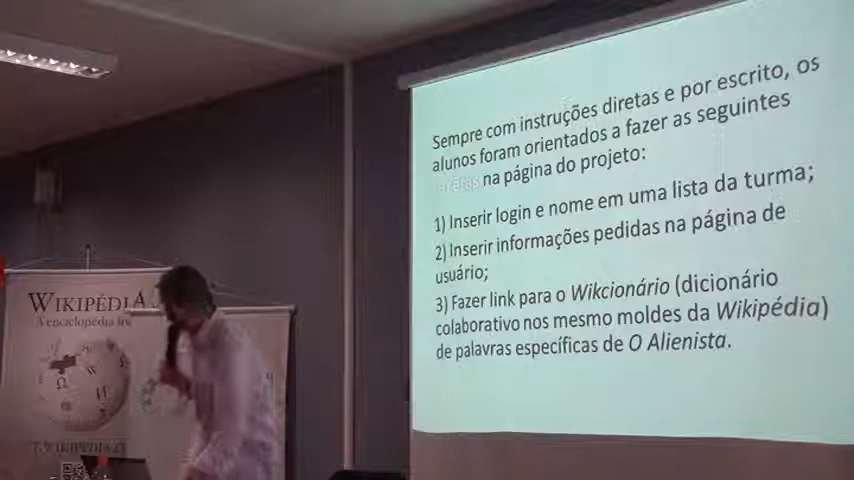 Sempre com instruções diretas e por escrito, os
alunos foram orientados a fazer as seguintes
tarefas na página do projeto:
1) Inserir login e nome em uma lista da turma;
2) Inserir informações pedidas na página de
usuário;
3) Fazer link para o Wikcionário (dicionário
colaborativo nos mesmo moldes da Wikipédia)
de palavras específicas de O Alienista.
WIKIPÉDIA
A enciclopédia